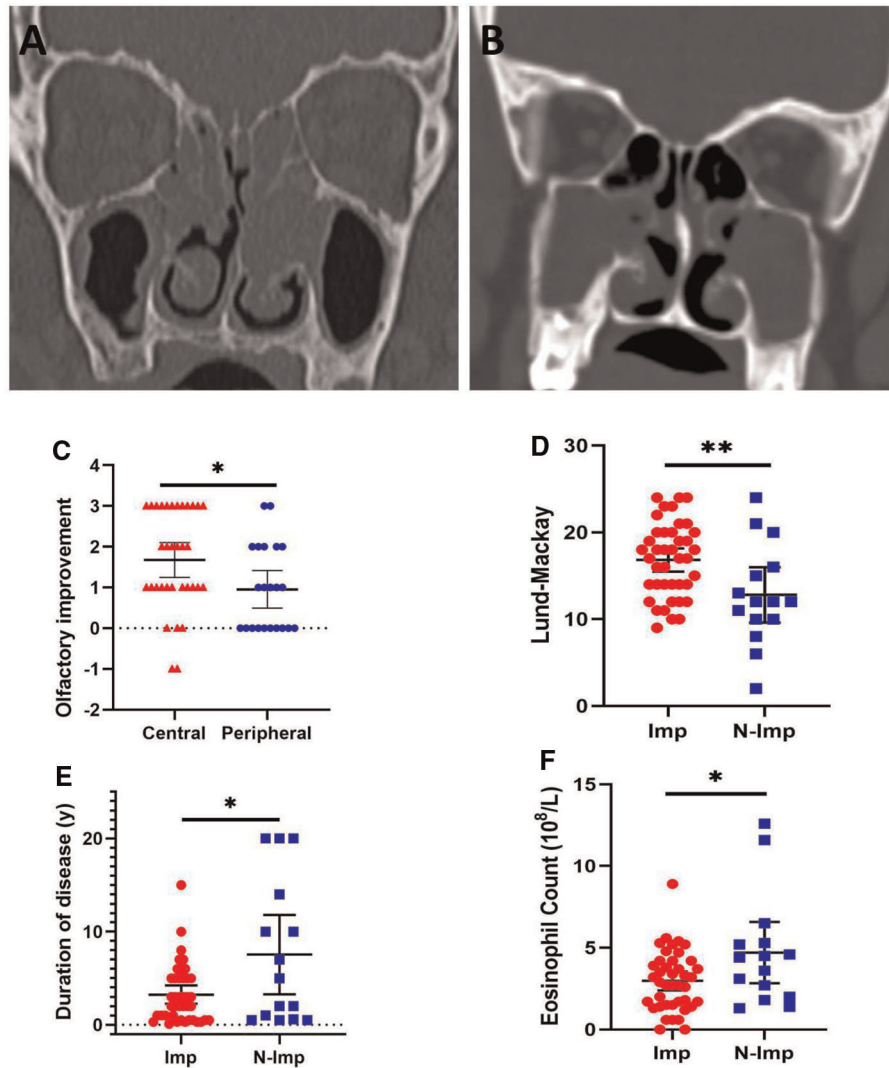 A
B
C
Olfactory improvement
4
3
2
1
0
-1
-2
*
Central Peripheral
D
Lund-Mackay
30
20
10
0
**
Imp N-Imp
E
Duration of disease (y)
20
10
0
*
Imp N-Imp
F
Eosinophil Count (10⁸/L)
15
10
5
0
*
Imp N-Imp